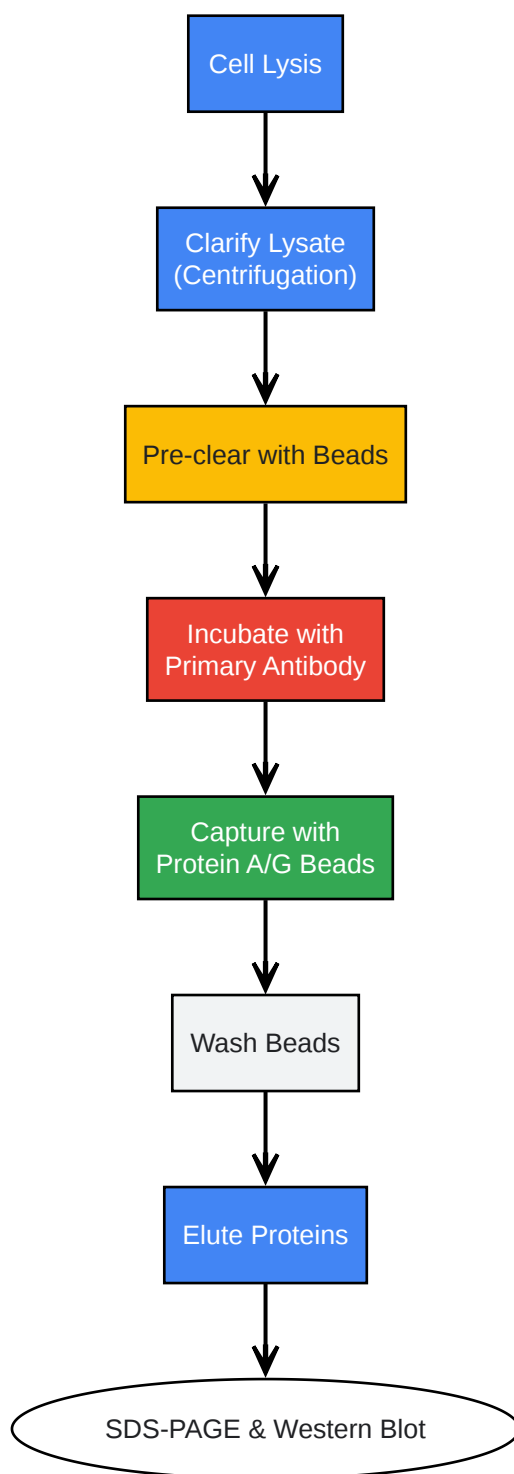 Cell Lysis
Clarify Lysate
(Centrifugation)
Pre-clear with Beads
Incubate with
Primary Antibody
Capture with
Protein A/G Beads
Wash Beads
Elute Proteins
SDS-PAGE & Western Blot